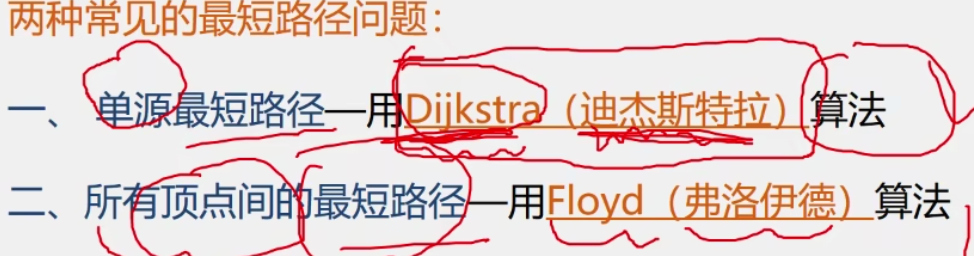 两种常见的最短路径问题：
一、 单源最短路径—用Dijkstra（迪杰斯特拉）算法
二、所有顶点间的最短路径—用Floyd（弗洛伊德）算法